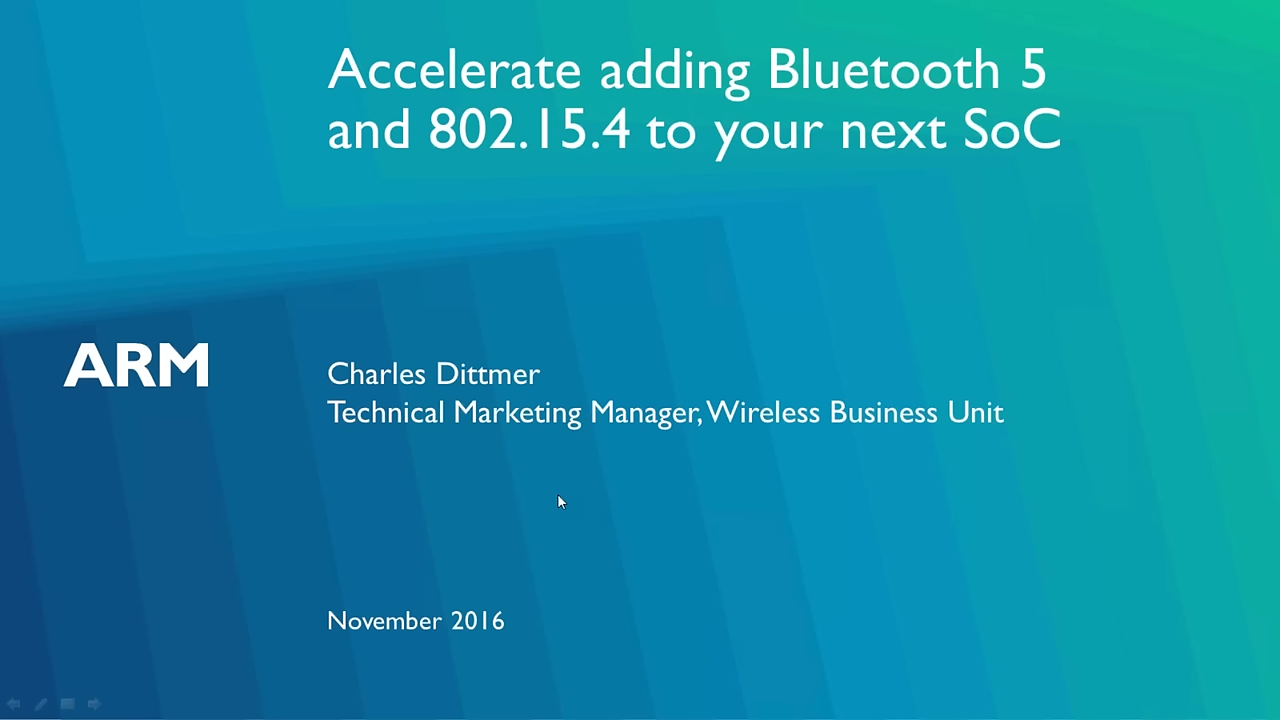 Accelerate adding Bluetooth 5
and 802.15.4 to your next SoC
ARM
Charles Dittmer
Technical Marketing Manager, Wireless Business Unit
November 2016